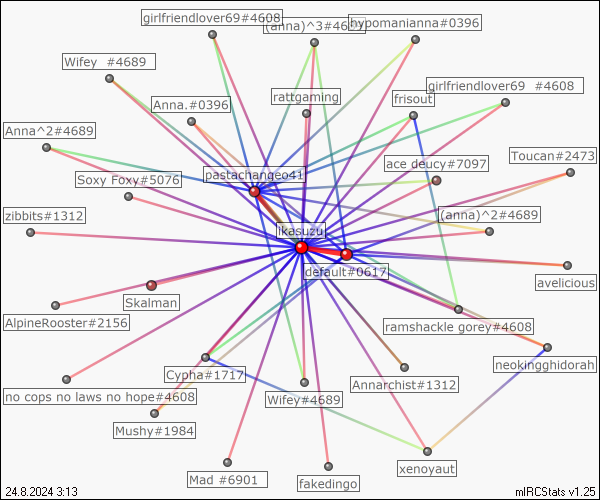 girlfriendlover69#4608
(anna)^3#4689
hypomanianna#0396
Wifey  #4689
girlfriendlover69  #4608
rattgaming
frisout
Anna.#0396
Anna^2#4689
ace deucy#7097
Toucan#2473
pastachangeo41
Soxy Foxy#5076
zibbits#1312
(anna)^2#4689
ikasuzu
default#0617
avelicious
Skalman
AlpineRooster#2156
ramshackle gorey#4608
neokingghidorah
Cypha#1717
Annarchist#1312
no cops no laws no hope#4608
Wifey#4689
Mushy#1984
xenoyaut
Mad #6901
fakedingo
24.8.2024 3:13
mIRCStats v1.25